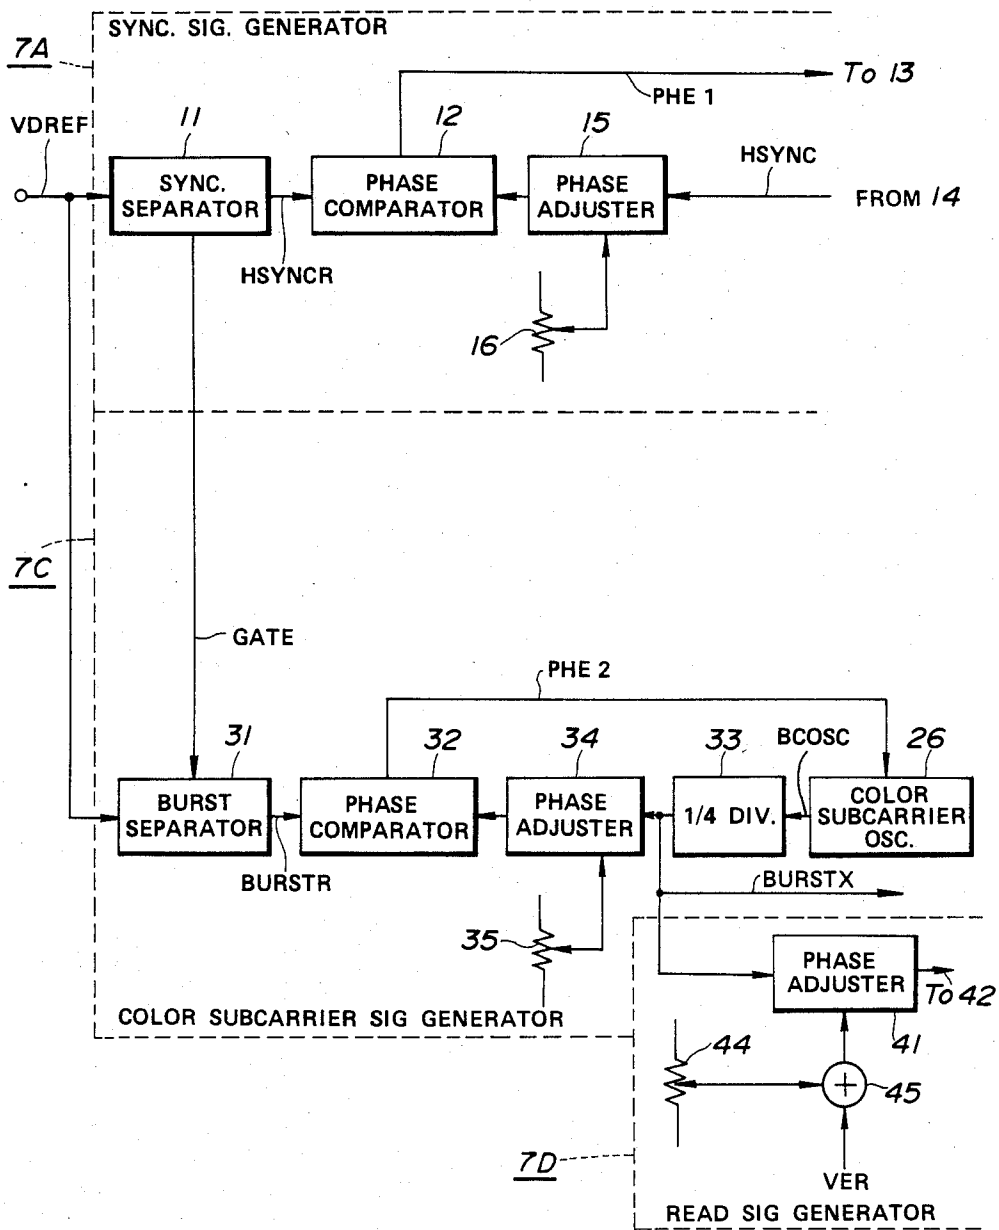 SYNC. SIG. GENERATOR
7A
To 13
PHE 1
VDREF
11
12
15
HSYNC
SYNC.
SEPARATOR
PHASE
COMPARATOR
PHASE
ADJUSTER
FROM 14
HSYNCR
16
7C
GATE
PHE 2
31
32
34
33
BCOSC
26
BURST
SEPARATOR
PHASE
COMPARATOR
PHASE
ADJUSTER
1/4 DIV.
COLOR
SUBCARRIER
OSC.
BURSTR
BURSTX
35
PHASE
ADJUSTER
To 42
COLOR SUBCARRIER SIG GENERATOR
41
44
45
7D
VER
READ SIG GENERATOR